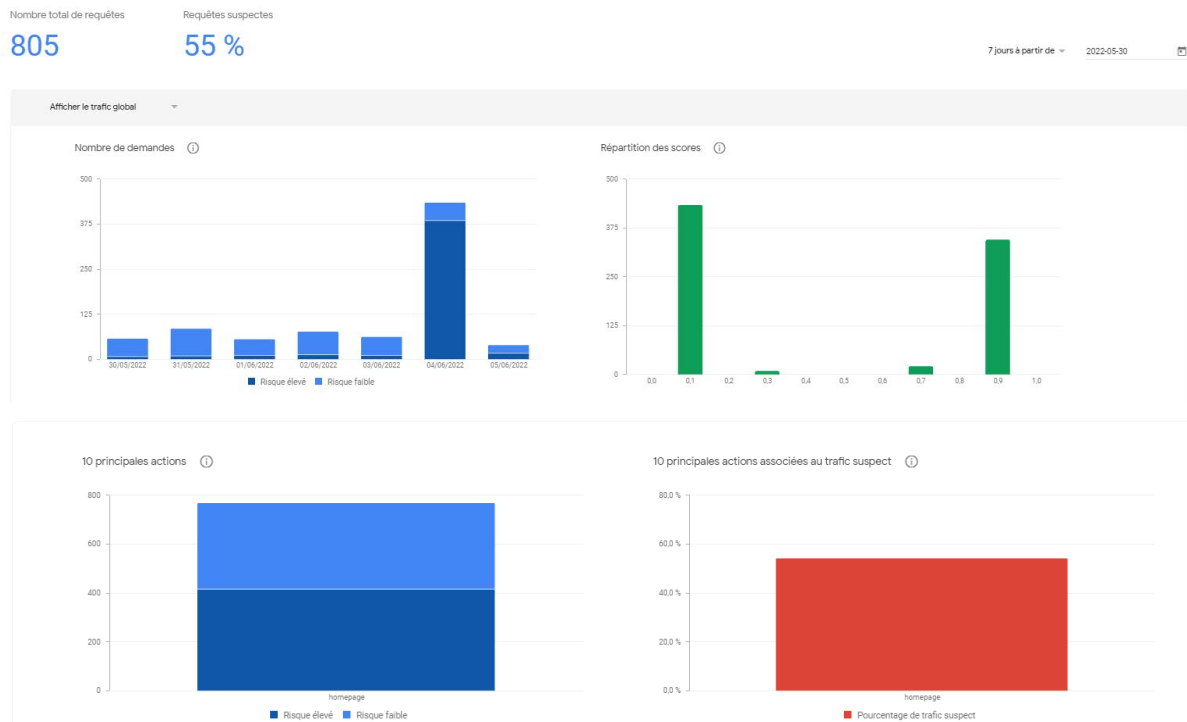 Nombre total de requêtes Requêtes suspectes
805 55 %
7 jours à partir de 2022-05-30
Afficher le trafic global
Nombre de demandes
500
375
250
125
0
30/05/2022 31/05/2022 01/06/2022 02/06/2022 03/06/2022 04/06/2022 05/06/2022
Risque élevé Risque faible
Répartition des scores
500
375
250
125
0
0,0 0,1 0,2 0,3 0,4 0,5 0,6 0,7 0,8 0,9 1,0
10 principales actions
800
600
400
200
0
homepage
Risque élevé Risque faible
10 principales actions associées au trafic suspect
80,0 %
60,0 %
40,0 %
20,0 %
0,0 %
homepage
Pourcentage de trafic suspect